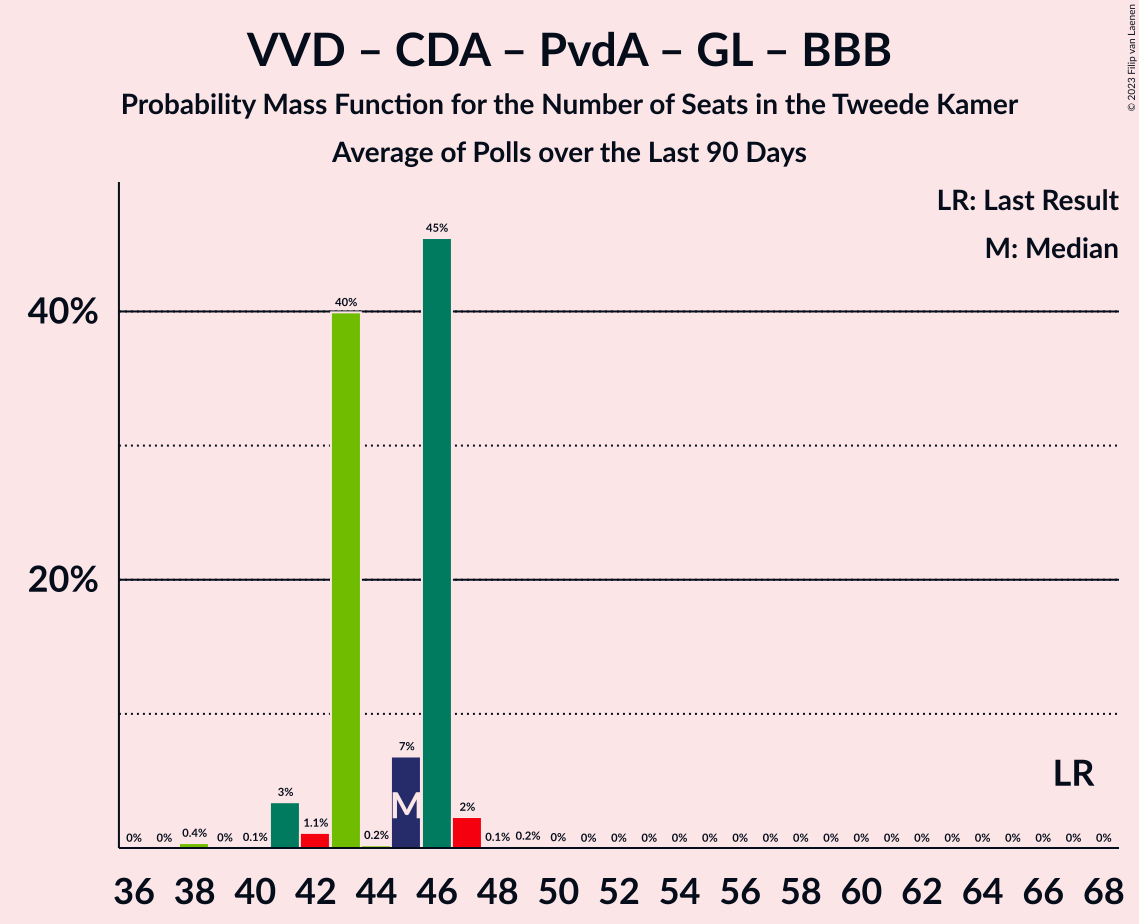 VVD – CDA – PvdA – GL – BBB
Probability Mass Function for the Number of Seats in the Tweede Kamer
Average of Polls over the Last 90 Days
© 2023 Filip van Laenen
LR: Last Result
M: Median
40%
20%
0% 0% 0.4% 0% 0.1% 3% 1.1% 40% 0.2% 7% 45% 2% 0.1% 0.2% 0% 0% 0% 0% 0% 0% 0% 0% 0% 0% 0% 0% 0% 0% 0% 0% 0% 0% 0%
M
LR
36 38 40 42 44 46 48 50 52 54 56 58 60 62 64 66 68